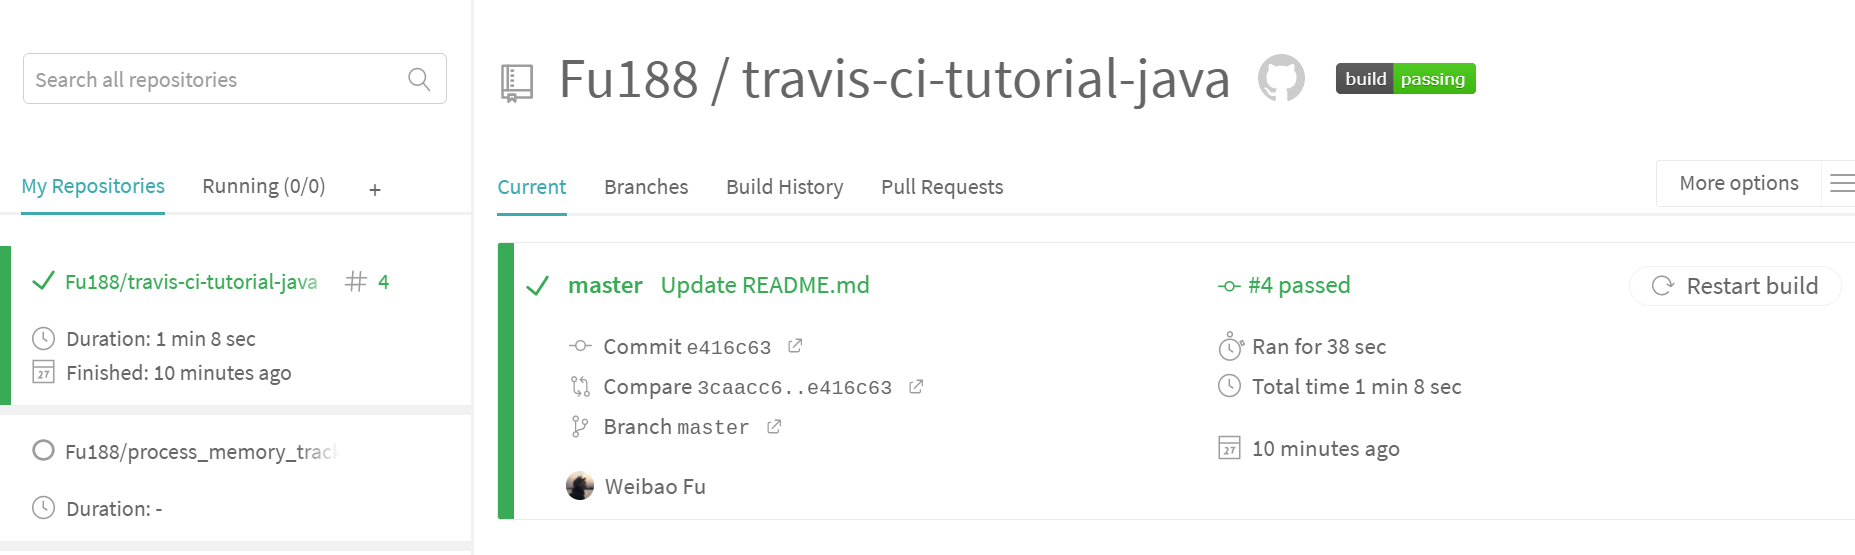 Search all repositories
My Repositories
Running (0/0)
+
Fu188/travis-ci-tutorial-java
# 4
Duration: 1 min 8 sec
27
Finished: 10 minutes ago
Duration: -
Fu188 / travis-ci-tutorial-java
build passing
Current
Branches
Build History
Pull Requests
More options
master Update README.md
Commit e416c63
Compare 3caacc6..e416c63
Branch master
Weibao Fu
#4 passed
Ran for 38 sec
Total time 1 min 8 sec
27
10 minutes ago
Restart build